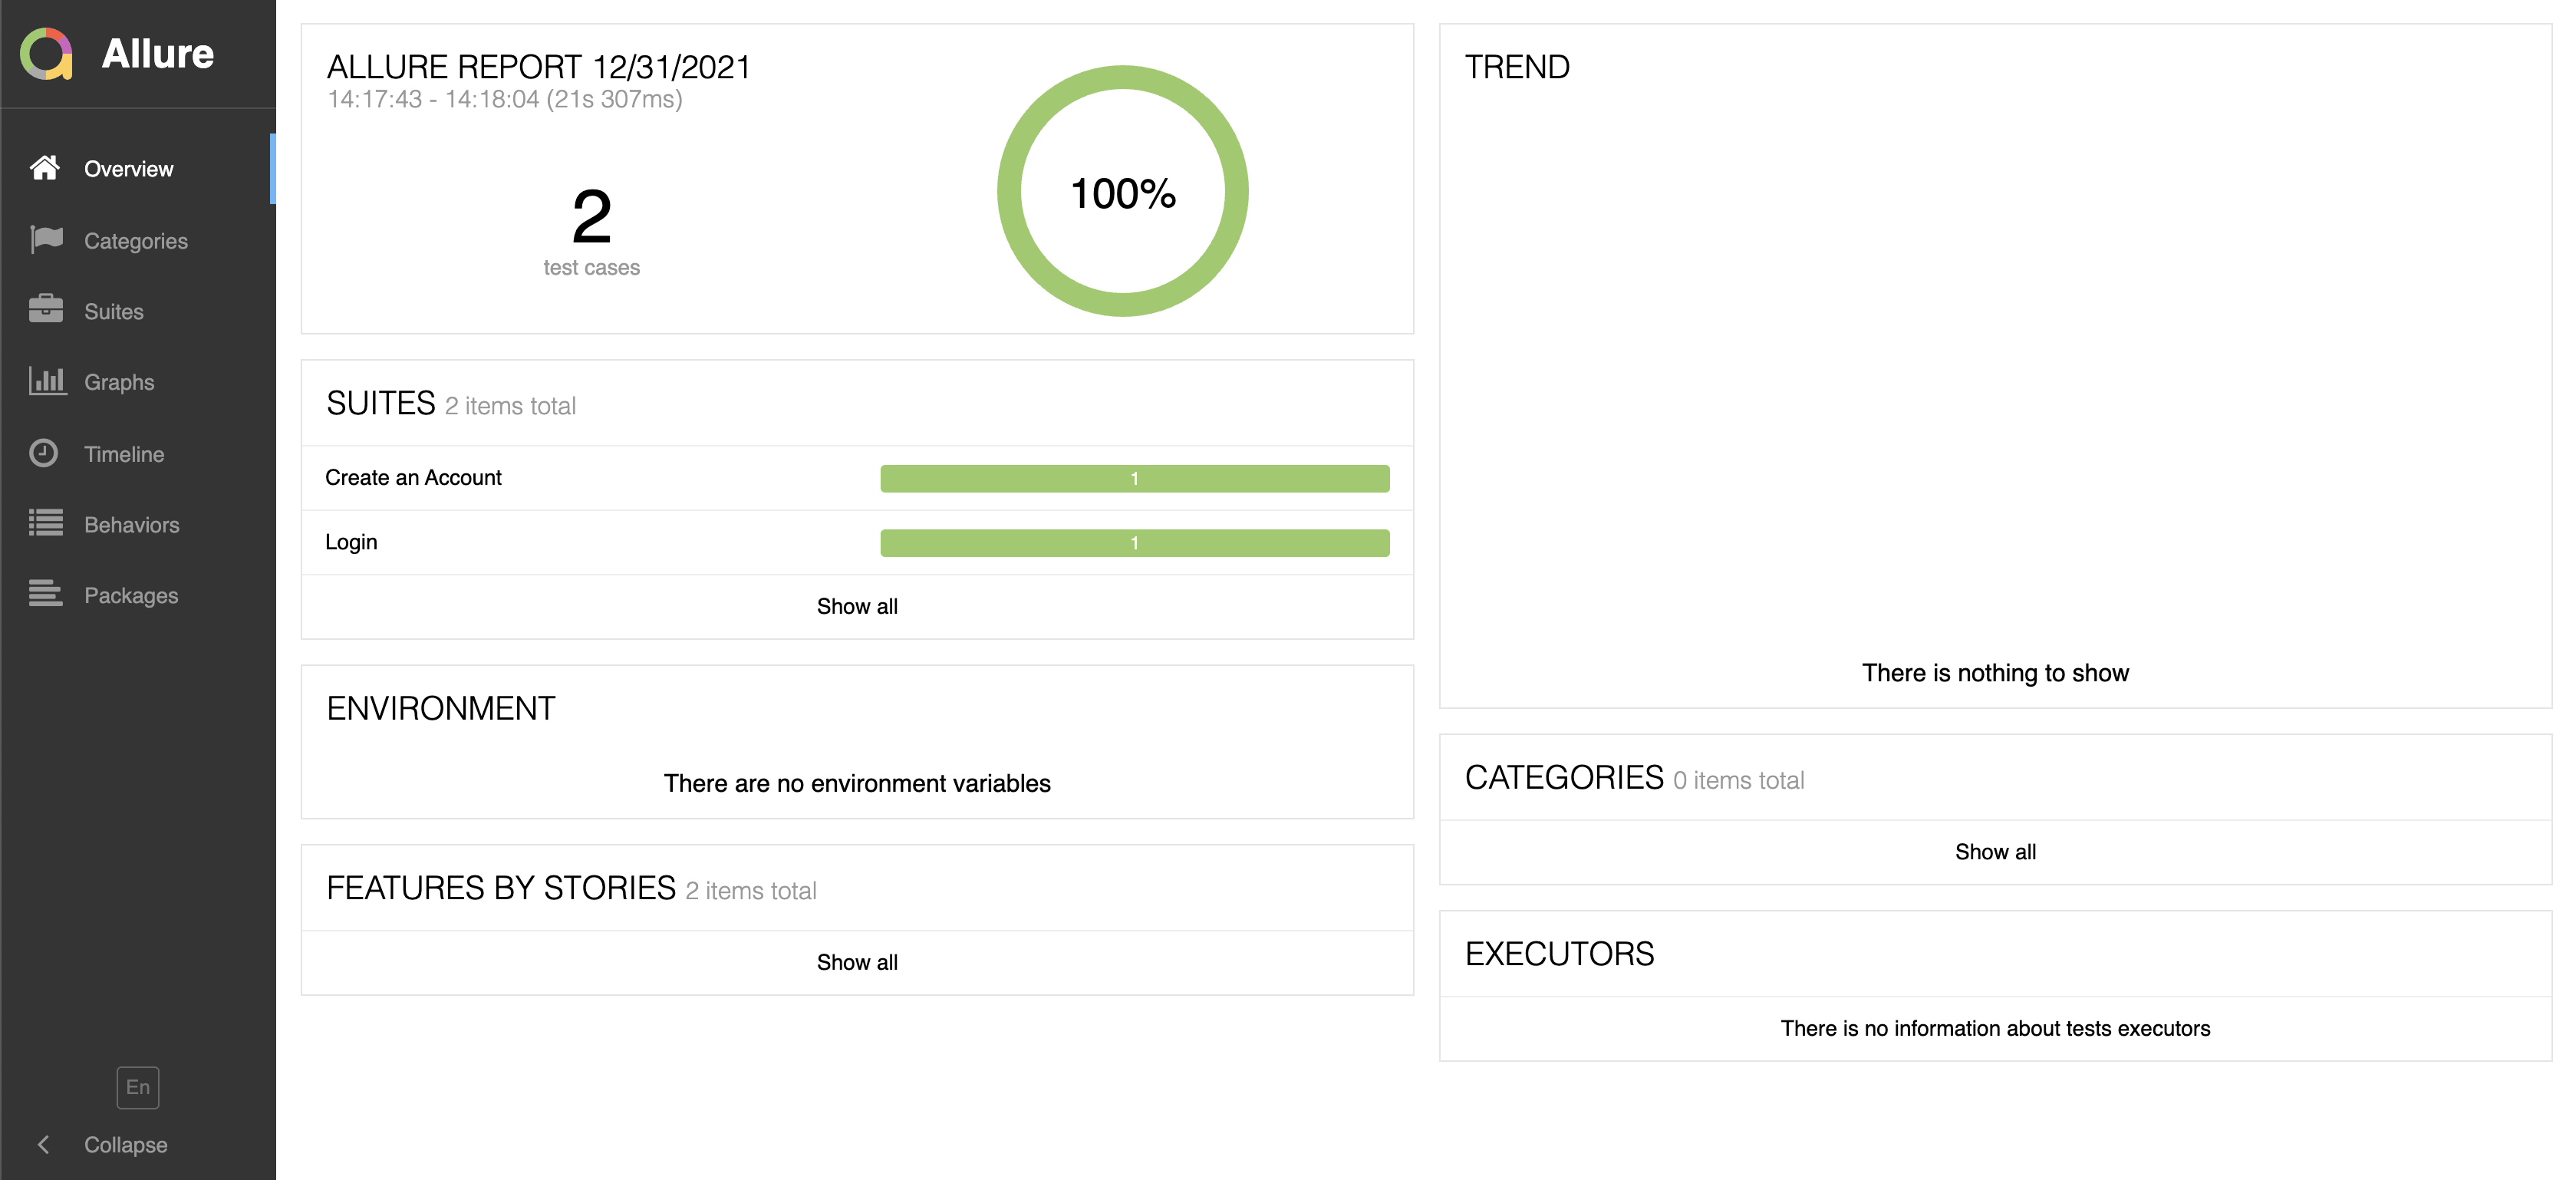 Allure
Overview
Categories
Suites
Graphs
Timeline
Behaviors
Packages
En
Collapse
ALLURE REPORT 12/31/2021
14:17:43 - 14:18:04 (21s 307ms)
2
test cases
100%
SUITES 2 items total
Create an Account 1
Login 1
Show all
ENVIRONMENT
There are no environment variables
FEATURES BY STORIES 2 items total
Show all
TREND
There is nothing to show
CATEGORIES 0 items total
Show all
EXECUTORS
There is no information about tests executors